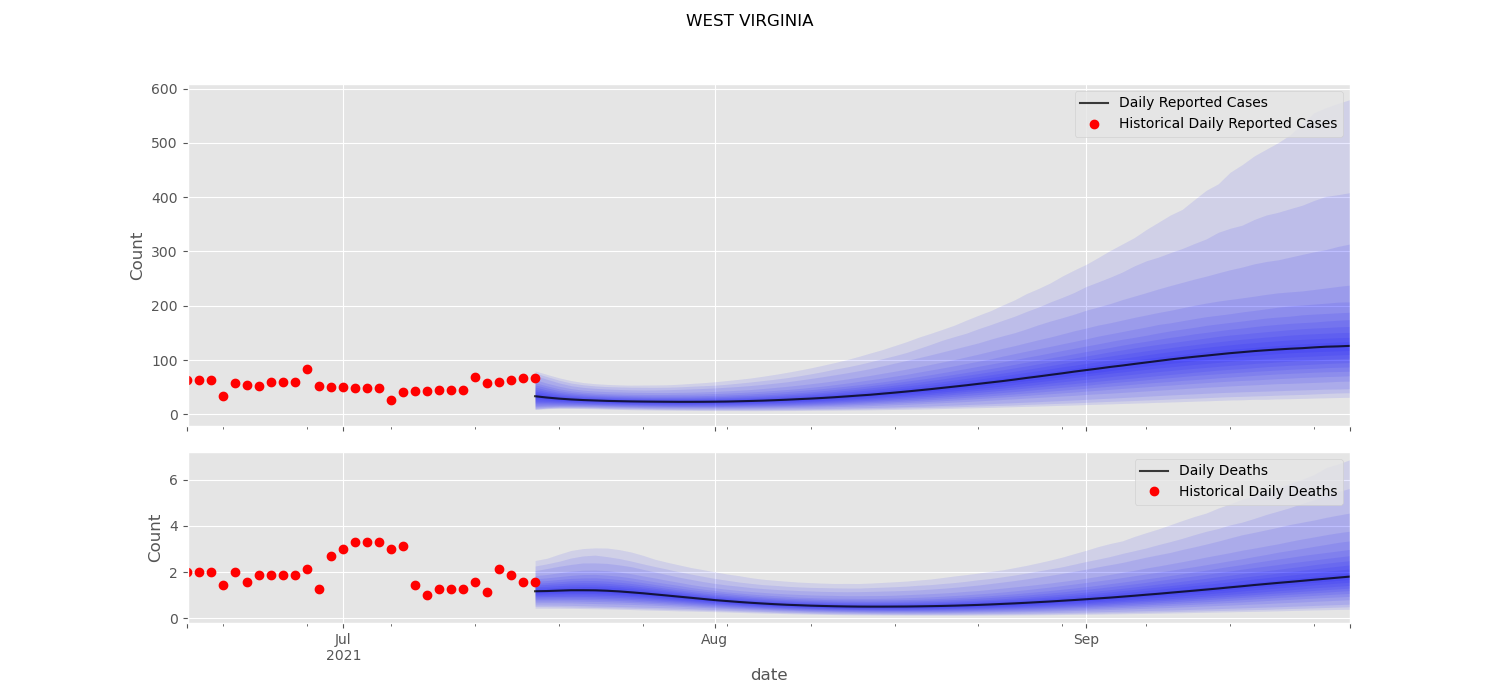 WEST VIRGINIA
600
500
400
300
200
100
0
Count
Daily Reported Cases
Historical Daily Reported Cases
6
4
2
0
Count
Daily Deaths
Historical Daily Deaths
Jul
2021
Aug
Sep
date